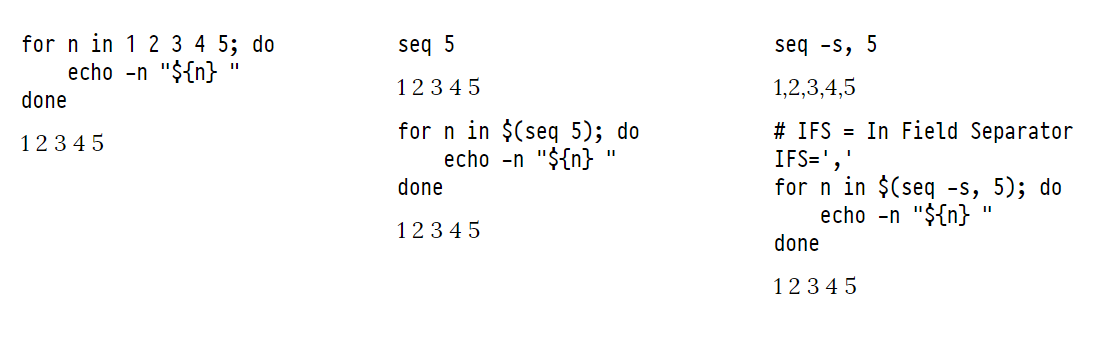 for n in 1 2 3 4 5; do
    echo -n "${n} "
done
1 2 3 4 5
seq 5
1 2 3 4 5
for n in $(seq 5); do
    echo -n "${n} "
done
1 2 3 4 5
seq -s, 5
1,2,3,4,5
# IFS = In Field Separator
IFS=','
for n in $(seq -s, 5); do
    echo -n "${n} "
done
1 2 3 4 5